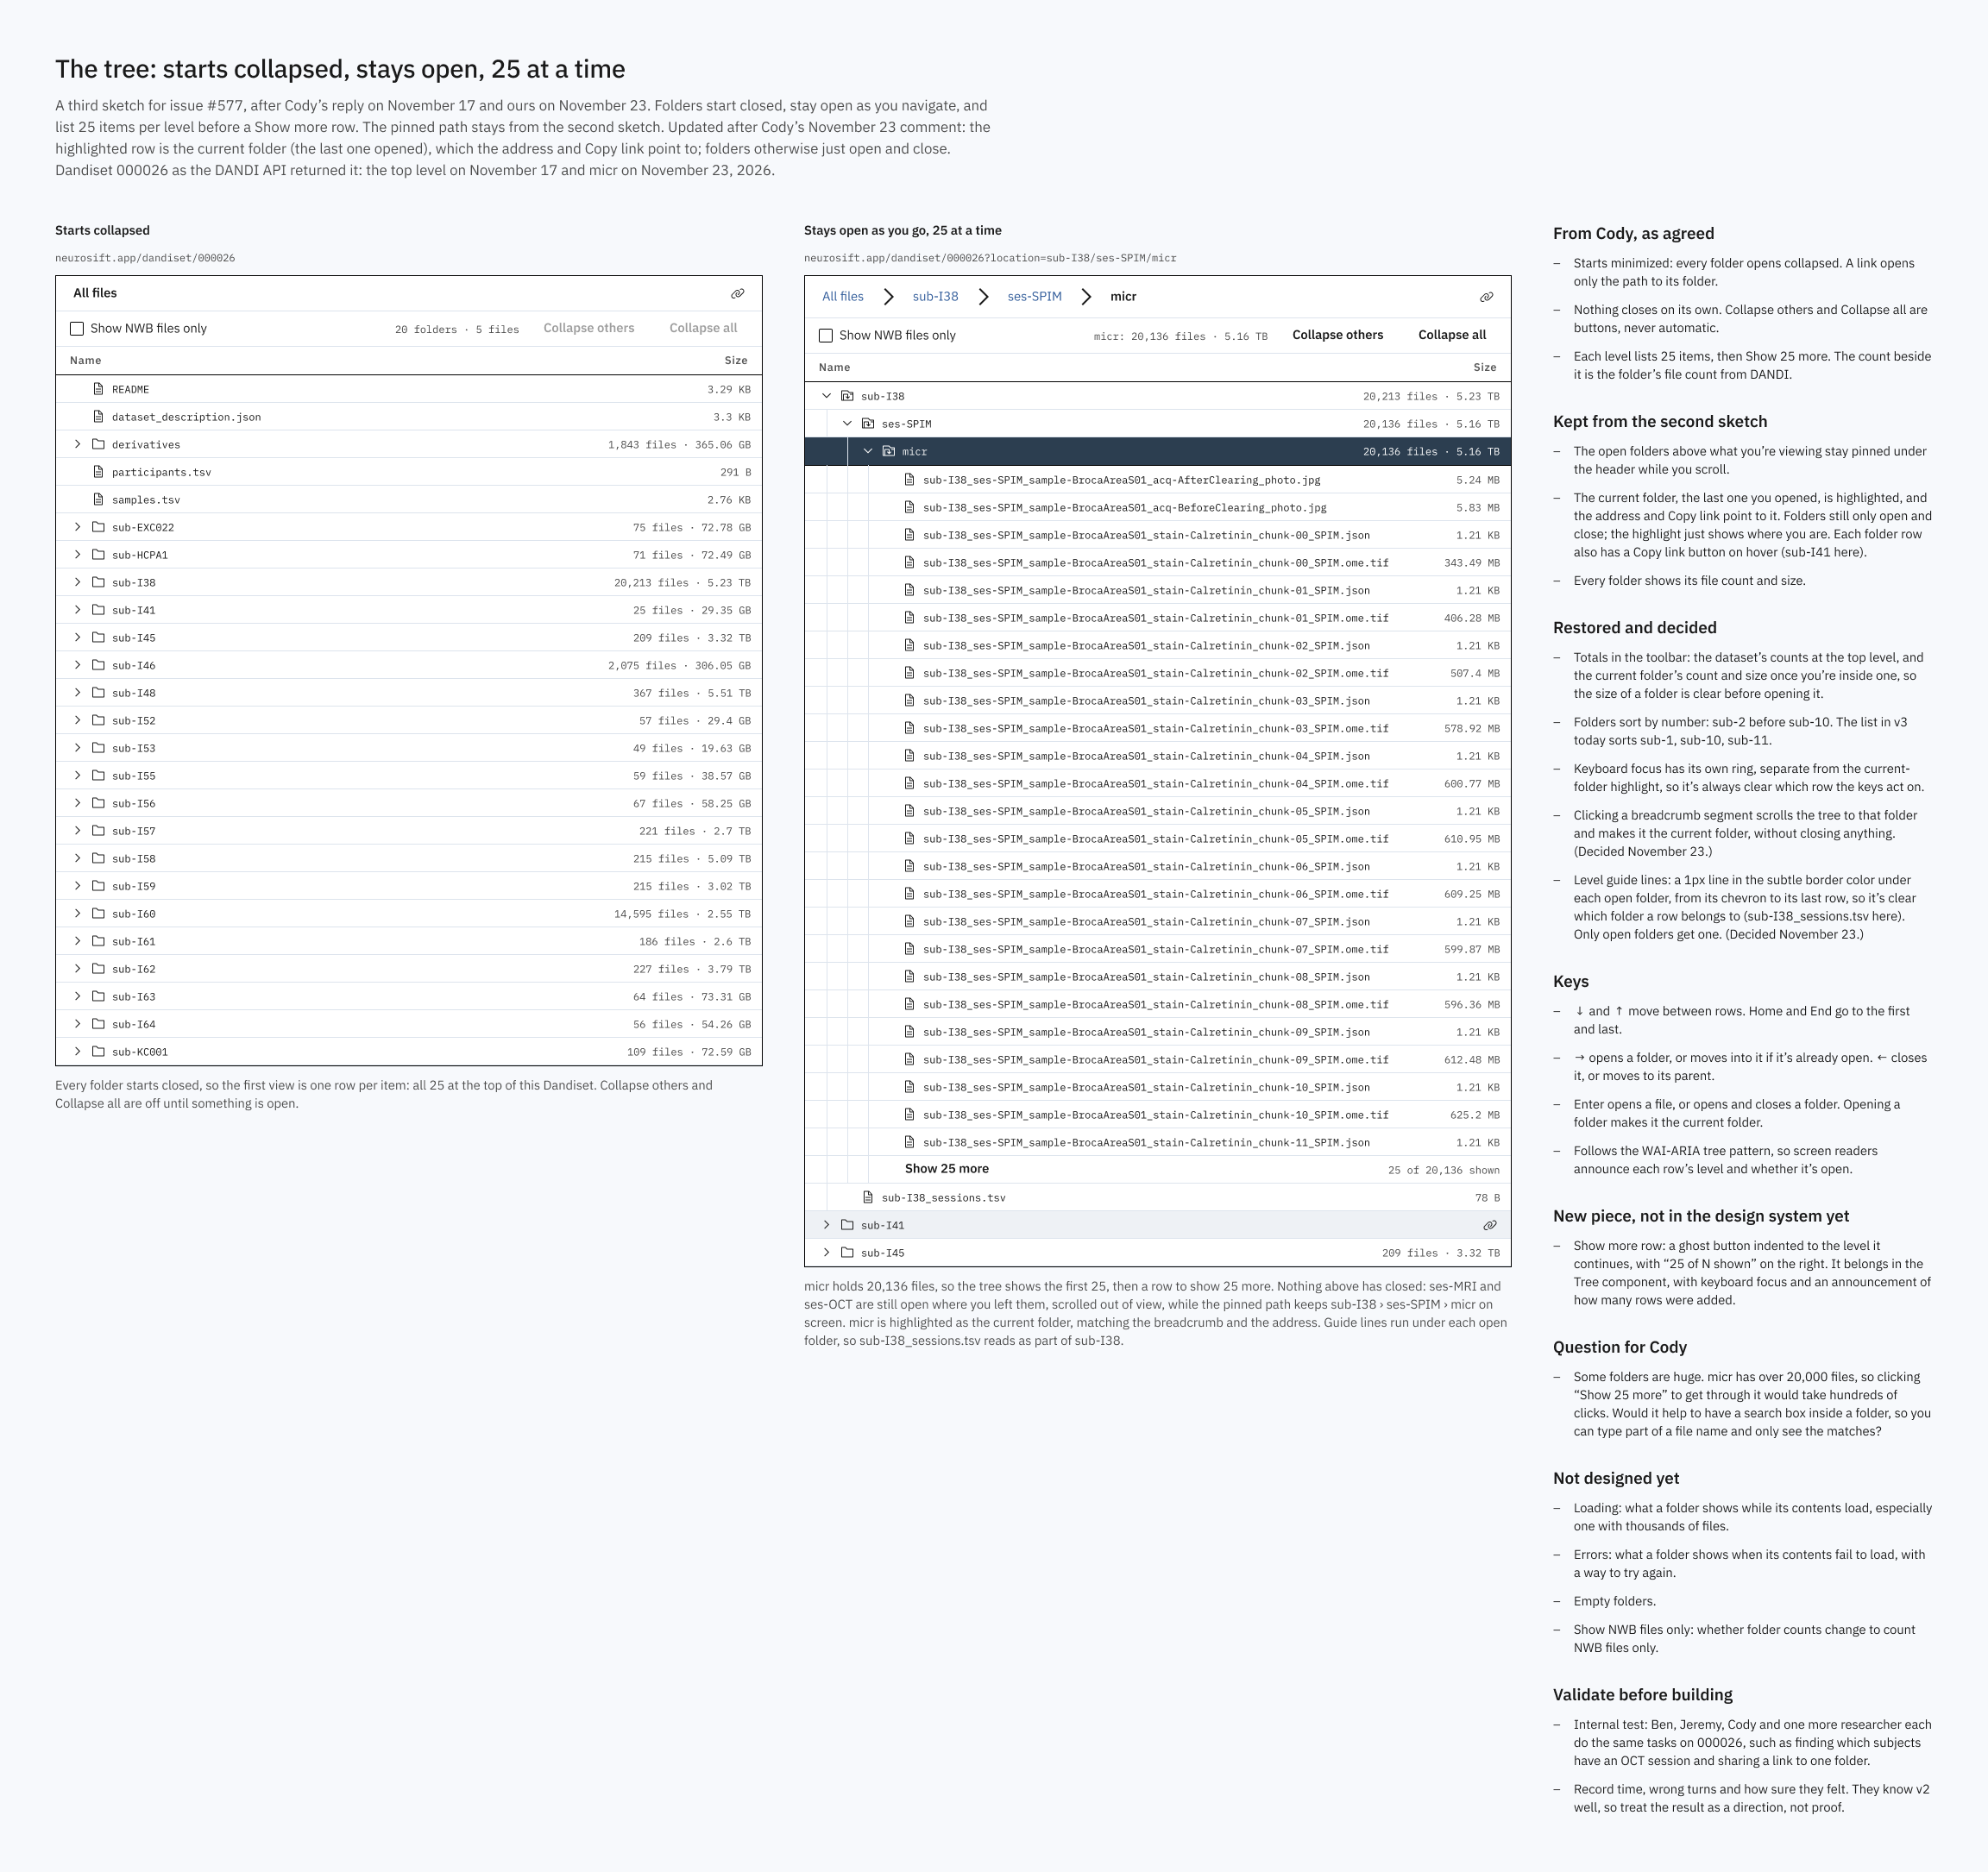 The tree: starts collapsed, stays open, 25 at a time
A third sketch for issue #577, after Cody’s reply on November 17 and ours on November 23. Folders start closed, stay open as you navigate, and
list 25 items per level before a Show more row. The pinned path stays from the second sketch. Updated after Cody’s November 23 comment: the
highlighted row is the current folder (the last one opened), which the address and Copy link point to; folders otherwise just open and close.
Dandiset 000026 as the DANDI API returned it: the top level on November 17 and micr on November 23, 2026.
Starts collapsed
neurosift.app/dandiset/000026
All files
Show NWB files only 20 folders · 5 files Collapse others Collapse all
Name Size
README 3.29 KB
dataset_description.json 3.3 KB
derivatives 1,843 files · 365.06 GB
participants.tsv 291 B
samples.tsv 2.76 KB
sub-EXC022 75 files · 72.78 GB
sub-HCPA1 71 files · 72.49 GB
sub-I38 20,213 files · 5.23 TB
sub-I41 25 files · 29.35 GB
sub-I45 209 files · 3.32 TB
sub-I46 2,075 files · 306.05 GB
sub-I48 367 files · 5.51 TB
sub-I52 57 files · 29.4 GB
sub-I53 49 files · 19.63 GB
sub-I55 59 files · 38.57 GB
sub-I56 67 files · 58.25 GB
sub-I57 221 files · 2.7 TB
sub-I58 215 files · 5.09 TB
sub-I59 215 files · 3.02 TB
sub-I60 14,595 files · 2.55 TB
sub-I61 186 files · 2.6 TB
sub-I62 227 files · 3.79 TB
sub-I63 64 files · 73.31 GB
sub-I64 56 files · 54.26 GB
sub-KC001 109 files · 72.59 GB
Every folder starts closed, so the first view is one row per item: all 25 at the top of this Dandiset. Collapse others and
Collapse all are off until something is open.
Stays open as you go, 25 at a time
neurosift.app/dandiset/000026?location=sub-I38/ses-SPIM/micr
All files sub-I38 ses-SPIM micr
Show NWB files only micr: 20,136 files · 5.16 TB Collapse others Collapse all
Name Size
sub-I38 20,213 files · 5.23 TB
ses-SPIM 20,136 files · 5.16 TB
micr 20,136 files · 5.16 TB
sub-I38_ses-SPIM_sample-BrocaAreaS01_acq-AfterClearing_photo.jpg 5.24 MB
sub-I38_ses-SPIM_sample-BrocaAreaS01_acq-BeforeClearing_photo.jpg 5.83 MB
sub-I38_ses-SPIM_sample-BrocaAreaS01_stain-Calretinin_chunk-00_SPIM.json 1.21 KB
sub-I38_ses-SPIM_sample-BrocaAreaS01_stain-Calretinin_chunk-00_SPIM.ome.tif 343.49 MB
sub-I38_ses-SPIM_sample-BrocaAreaS01_stain-Calretinin_chunk-01_SPIM.json 1.21 KB
sub-I38_ses-SPIM_sample-BrocaAreaS01_stain-Calretinin_chunk-01_SPIM.ome.tif 406.28 MB
sub-I38_ses-SPIM_sample-BrocaAreaS01_stain-Calretinin_chunk-02_SPIM.json 1.21 KB
sub-I38_ses-SPIM_sample-BrocaAreaS01_stain-Calretinin_chunk-02_SPIM.ome.tif 507.4 MB
sub-I38_ses-SPIM_sample-BrocaAreaS01_stain-Calretinin_chunk-03_SPIM.json 1.21 KB
sub-I38_ses-SPIM_sample-BrocaAreaS01_stain-Calretinin_chunk-03_SPIM.ome.tif 578.92 MB
sub-I38_ses-SPIM_sample-BrocaAreaS01_stain-Calretinin_chunk-04_SPIM.json 1.21 KB
sub-I38_ses-SPIM_sample-BrocaAreaS01_stain-Calretinin_chunk-04_SPIM.ome.tif 600.77 MB
sub-I38_ses-SPIM_sample-BrocaAreaS01_stain-Calretinin_chunk-05_SPIM.json 1.21 KB
sub-I38_ses-SPIM_sample-BrocaAreaS01_stain-Calretinin_chunk-05_SPIM.ome.tif 610.95 MB
sub-I38_ses-SPIM_sample-BrocaAreaS01_stain-Calretinin_chunk-06_SPIM.json 1.21 KB
sub-I38_ses-SPIM_sample-BrocaAreaS01_stain-Calretinin_chunk-06_SPIM.ome.tif 609.25 MB
sub-I38_ses-SPIM_sample-BrocaAreaS01_stain-Calretinin_chunk-07_SPIM.json 1.21 KB
sub-I38_ses-SPIM_sample-BrocaAreaS01_stain-Calretinin_chunk-07_SPIM.ome.tif 599.87 MB
sub-I38_ses-SPIM_sample-BrocaAreaS01_stain-Calretinin_chunk-08_SPIM.json 1.21 KB
sub-I38_ses-SPIM_sample-BrocaAreaS01_stain-Calretinin_chunk-08_SPIM.ome.tif 596.36 MB
sub-I38_ses-SPIM_sample-BrocaAreaS01_stain-Calretinin_chunk-09_SPIM.json 1.21 KB
sub-I38_ses-SPIM_sample-BrocaAreaS01_stain-Calretinin_chunk-09_SPIM.ome.tif 612.48 MB
sub-I38_ses-SPIM_sample-BrocaAreaS01_stain-Calretinin_chunk-10_SPIM.json 1.21 KB
sub-I38_ses-SPIM_sample-BrocaAreaS01_stain-Calretinin_chunk-10_SPIM.ome.tif 625.2 MB
sub-I38_ses-SPIM_sample-BrocaAreaS01_stain-Calretinin_chunk-11_SPIM.json 1.21 KB
Show 25 more 25 of 20,136 shown
sub-I38_sessions.tsv 78 B
sub-I41
sub-I45 209 files · 3.32 TB
micr holds 20,136 files, so the tree shows the first 25, then a row to show 25 more. Nothing above has closed: ses-MRI and
ses-OCT are still open where you left them, scrolled out of view, while the pinned path keeps sub-I38 › ses-SPIM › micr on
screen. micr is highlighted as the current folder, matching the breadcrumb and the address. Guide lines run under each open
folder, so sub-I38_sessions.tsv reads as part of sub-I38.
From Cody, as agreed
– Starts minimized: every folder opens collapsed. A link opens
only the path to its folder.
– Nothing closes on its own. Collapse others and Collapse all are
buttons, never automatic.
– Each level lists 25 items, then Show 25 more. The count beside
it is the folder’s file count from DANDI.
Kept from the second sketch
– The open folders above what you’re viewing stay pinned under
the header while you scroll.
– The current folder, the last one you opened, is highlighted, and
the address and Copy link point to it. Folders still only open and
close; the highlight just shows where you are. Each folder row
also has a Copy link button on hover (sub-I41 here).
– Every folder shows its file count and size.
Restored and decided
– Totals in the toolbar: the dataset’s counts at the top level, and
the current folder’s count and size once you’re inside one, so
the size of a folder is clear before opening it.
– Folders sort by number: sub-2 before sub-10. The list in v3
today sorts sub-1, sub-10, sub-11.
– Keyboard focus has its own ring, separate from the current-
folder highlight, so it’s always clear which row the keys act on.
– Clicking a breadcrumb segment scrolls the tree to that folder
and makes it the current folder, without closing anything.
(Decided November 23.)
– Level guide lines: a 1px line in the subtle border color under
each open folder, from its chevron to its last row, so it’s clear
which folder a row belongs to (sub-I38_sessions.tsv here).
Only open folders get one. (Decided November 23.)
Keys
– ↓ and ↑ move between rows. Home and End go to the first
and last.
– → opens a folder, or moves into it if it’s already open. ← closes
it, or moves to its parent.
– Enter opens a file, or opens and closes a folder. Opening a
folder makes it the current folder.
– Follows the WAI-ARIA tree pattern, so screen readers
announce each row’s level and whether it’s open.
New piece, not in the design system yet
– Show more row: a ghost button indented to the level it
continues, with “25 of N shown” on the right. It belongs in the
Tree component, with keyboard focus and an announcement of
how many rows were added.
Question for Cody
– Some folders are huge. micr has over 20,000 files, so clicking
“Show 25 more” to get through it would take hundreds of
clicks. Would it help to have a search box inside a folder, so you
can type part of a file name and only see the matches?
Not designed yet
– Loading: what a folder shows while its contents load, especially
one with thousands of files.
– Errors: what a folder shows when its contents fail to load, with
a way to try again.
– Empty folders.
– Show NWB files only: whether folder counts change to count
NWB files only.
Validate before building
– Internal test: Ben, Jeremy, Cody and one more researcher each
do the same tasks on 000026, such as finding which subjects
have an OCT session and sharing a link to one folder.
– Record time, wrong turns and how sure they felt. They know v2
well, so treat the result as a direction, not proof.